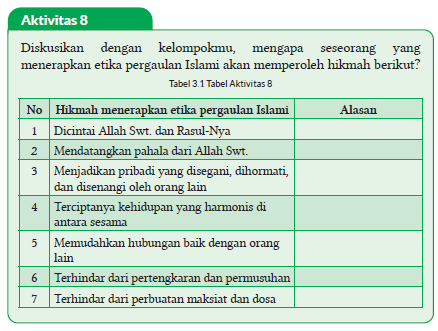 Aktivitas 8
Diskusikan dengan kelompokmu, mengapa seseorang yang
menerapkan etika pergaulan Islami akan memperoleh hikmah berikut?
Tabel 3.1 Tabel Aktivitas 8
No Hikmah menerapkan etika pergaulan Islami Alasan
1 Dicintai Allah Swt. dan Rasul-Nya
2 Mendatangkan pahala dari Allah Swt.
3 Menjadikan pribadi yang disegani, dihormati,
dan disenangi oleh orang lain
4 Terciptanya kehidupan yang harmonis di
antara sesama
5 Memudahkan hubungan baik dengan orang
lain
6 Terhindar dari pertengkaran dan permusuhan
7 Terhindar dari perbuatan maksiat dan dosa